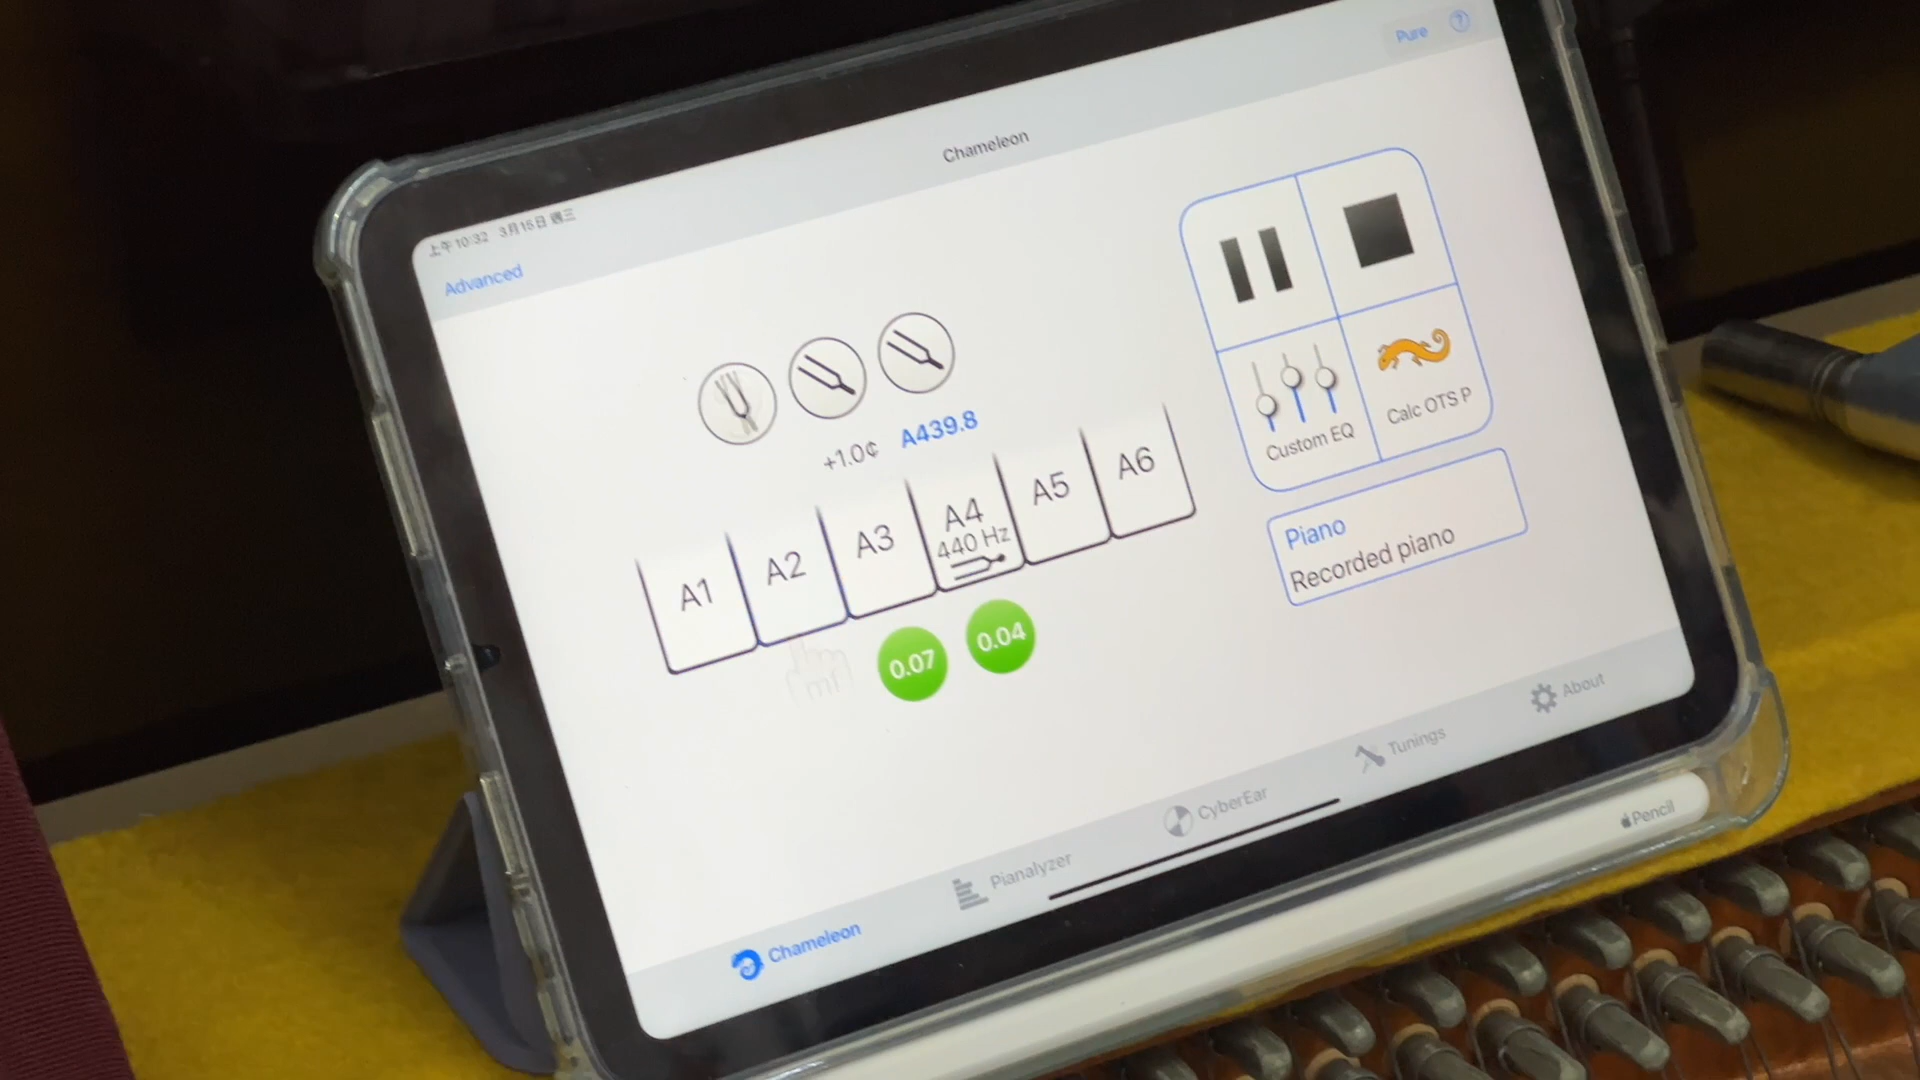 上午10:32 3月15日 週三
Chameleon
Pure ?
Advanced
+1.0¢ A439.8
A1
A2
A3
A4
440 Hz
A5
A6
mf
0.07
0.04
Custom EQ
Calc OTS P
Piano
Recorded piano
Chameleon
Pianalyzer
CyberEar
Tunings
About
Pencil